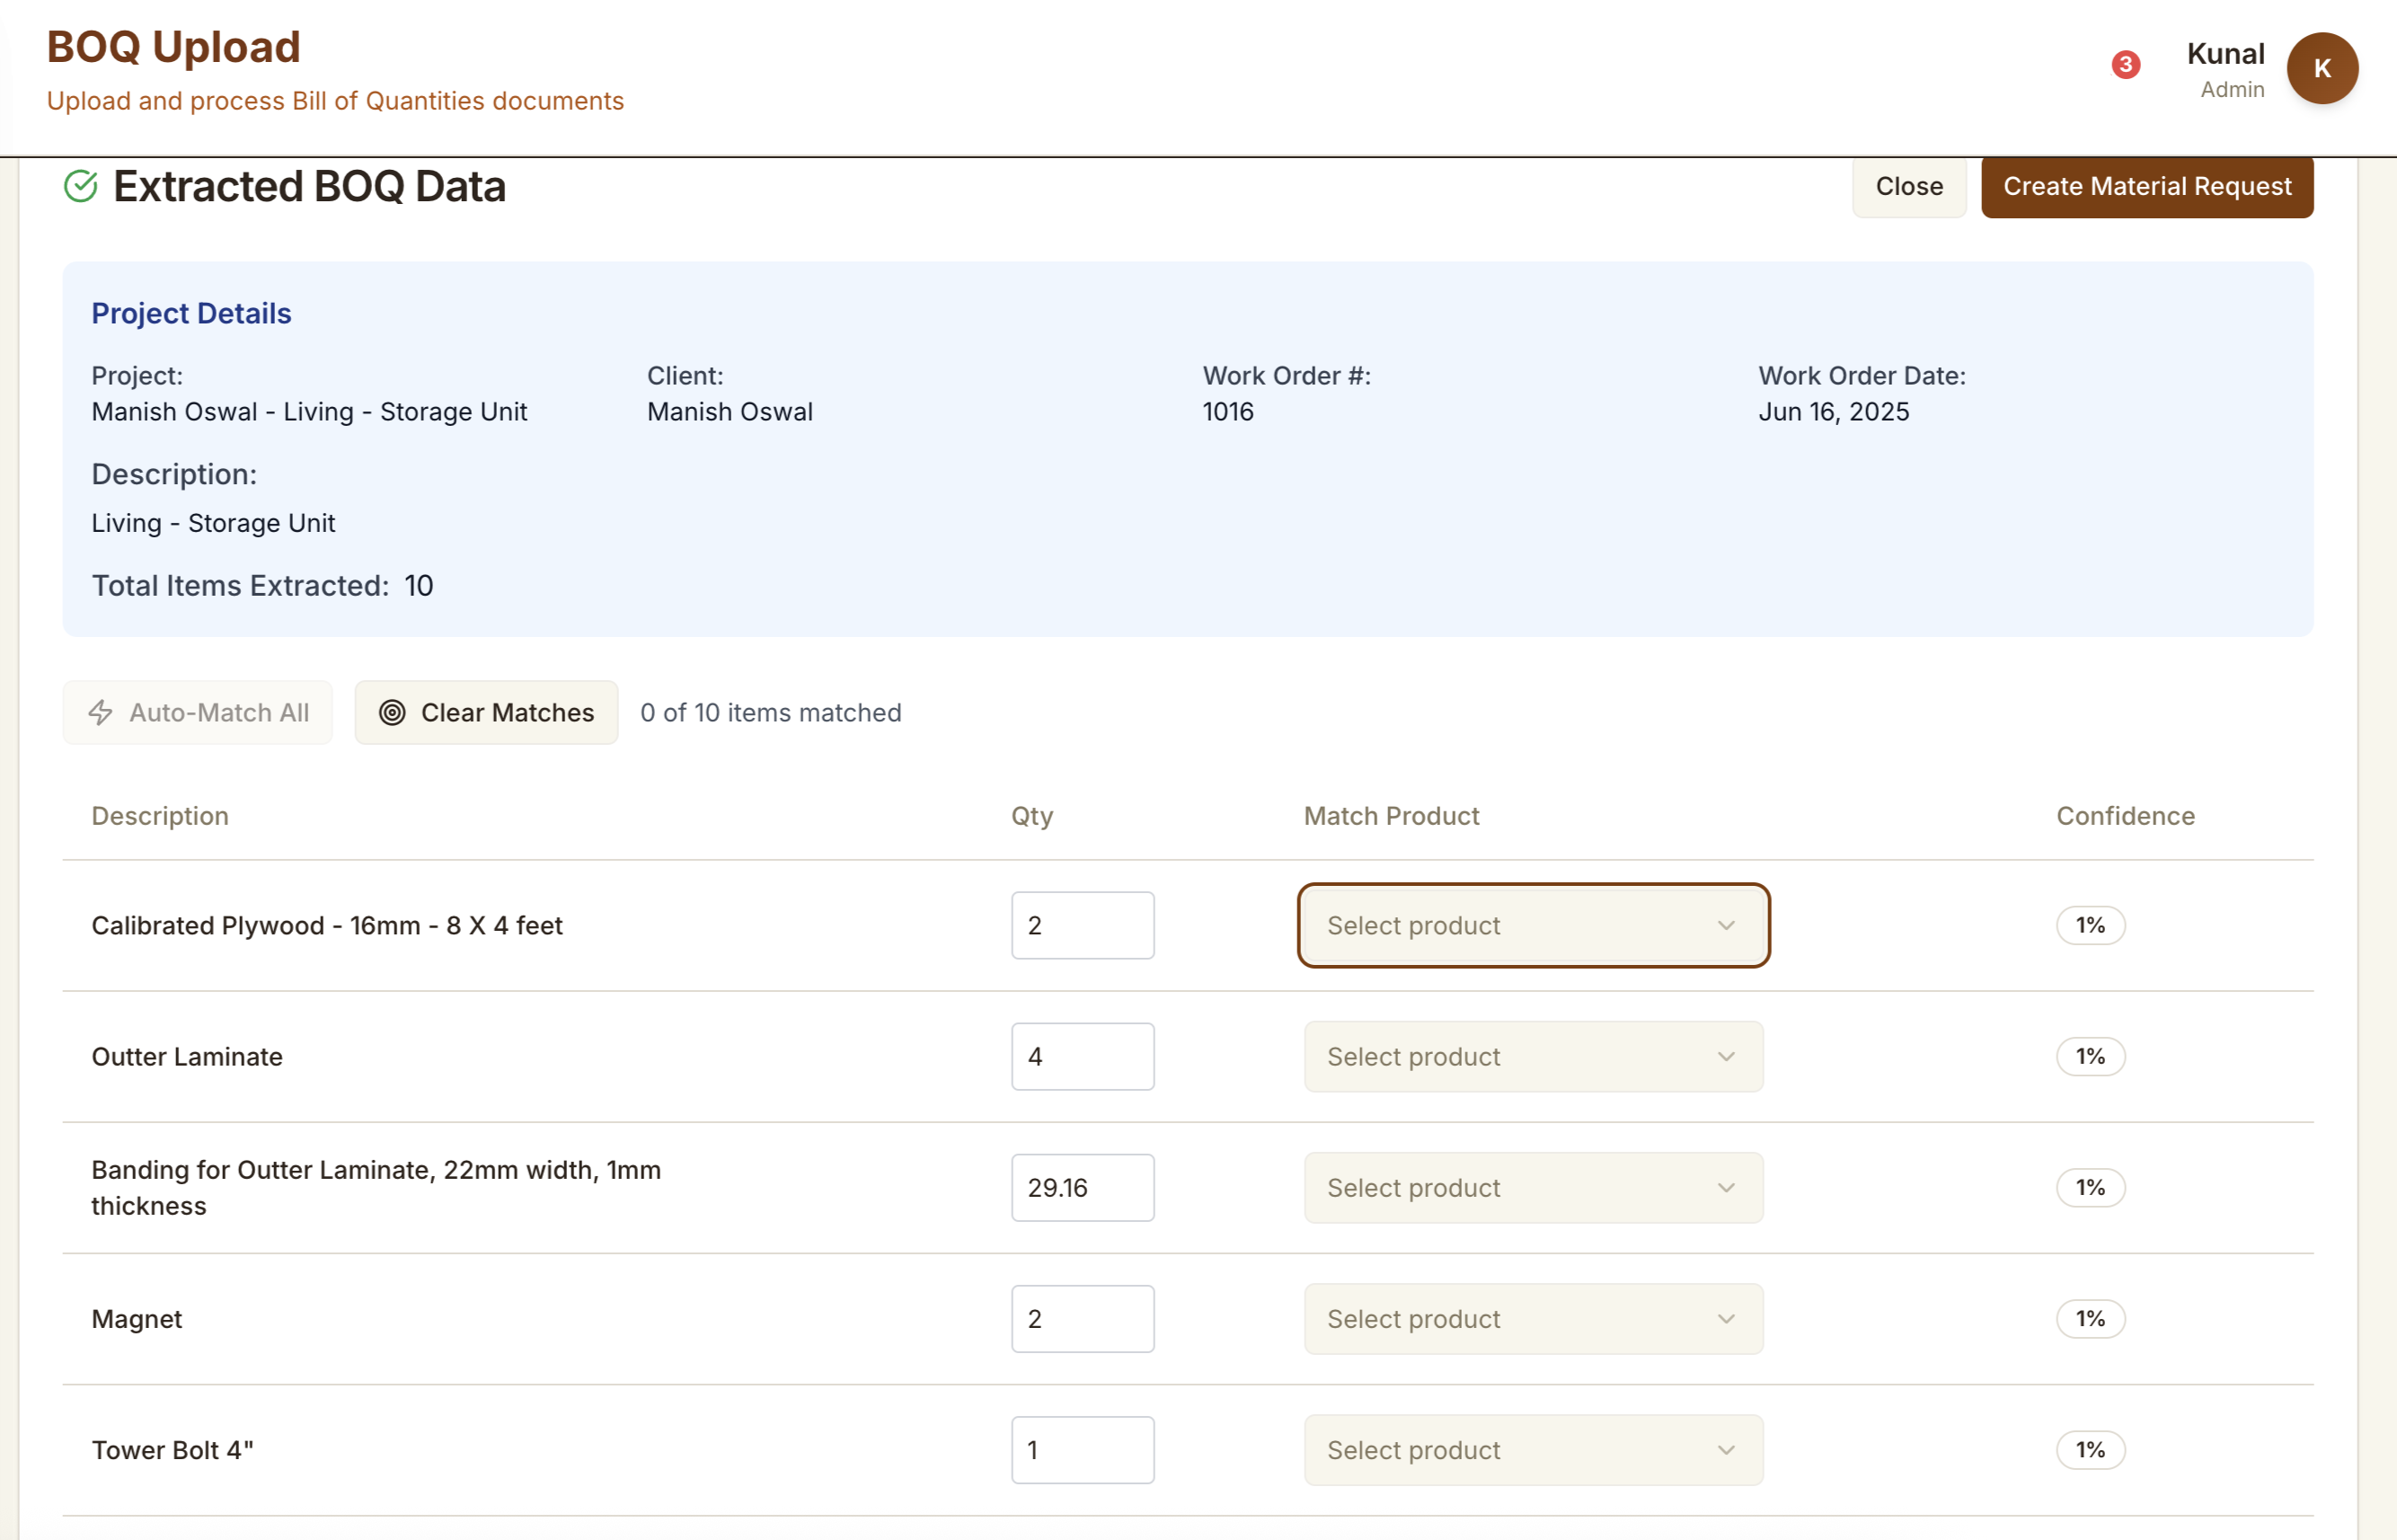 BOQ Upload
Upload and process Bill of Quantities documents
3
Kunal
Admin
K
Extracted BOQ Data
Close
Create Material Request
Project Details
Project:
Manish Oswal - Living - Storage Unit
Client:
Manish Oswal
Work Order #:
1016
Work Order Date:
Jun 16, 2025
Description:
Living - Storage Unit
Total Items Extracted: 10
Auto-Match All
Clear Matches
0 of 10 items matched
Description Qty Match Product Confidence
Calibrated Plywood - 16mm - 8 X 4 feet 2 Select product 1%
Outter Laminate 4 Select product 1%
Banding for Outter Laminate, 22mm width, 1mm
thickness
29.16 Select product 1%
Magnet 2 Select product 1%
Tower Bolt 4" 1 Select product 1%